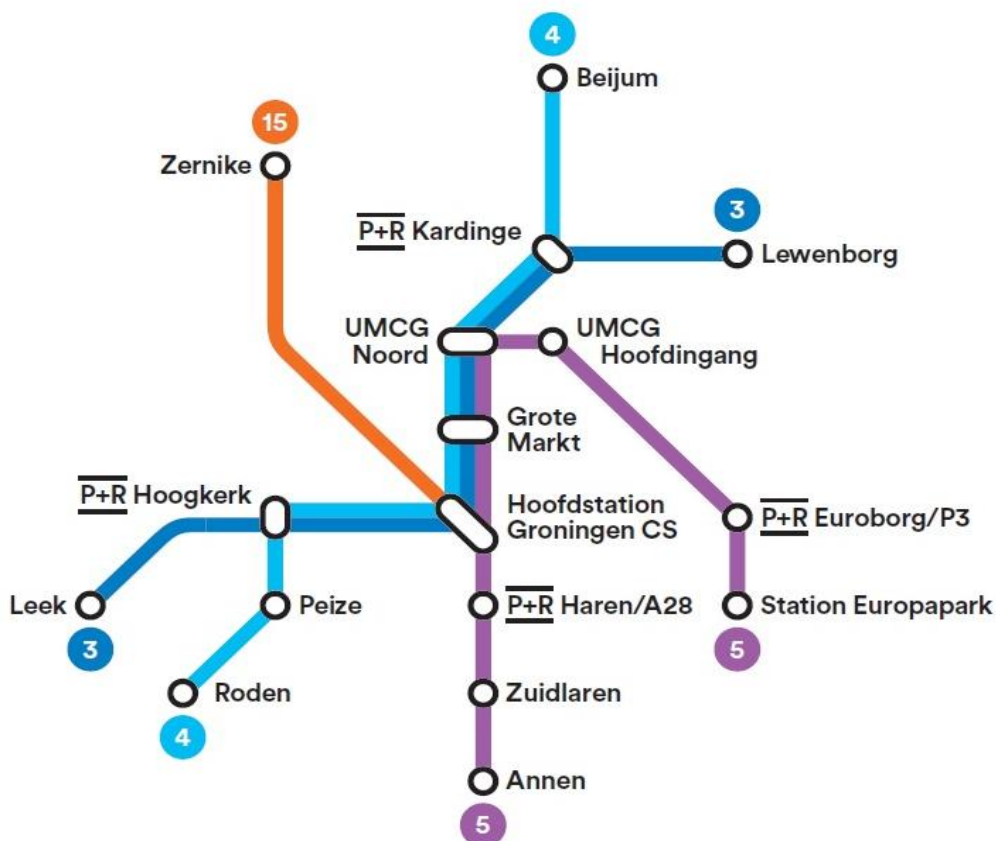 4
Beijum
15
Zernike
3
P+R Kardinge
Lewenborg
UMCG
Noord
UMCG
Hoofdingang
Grote
Markt
P+R Hoogkerk
Hoofdstation
Groningen CS
P+R Euroborg/P3
Leek
Peize
P+R Haren/A28
Station Europapark
3
5
Roden
Zuidlaren
4
Annen
5